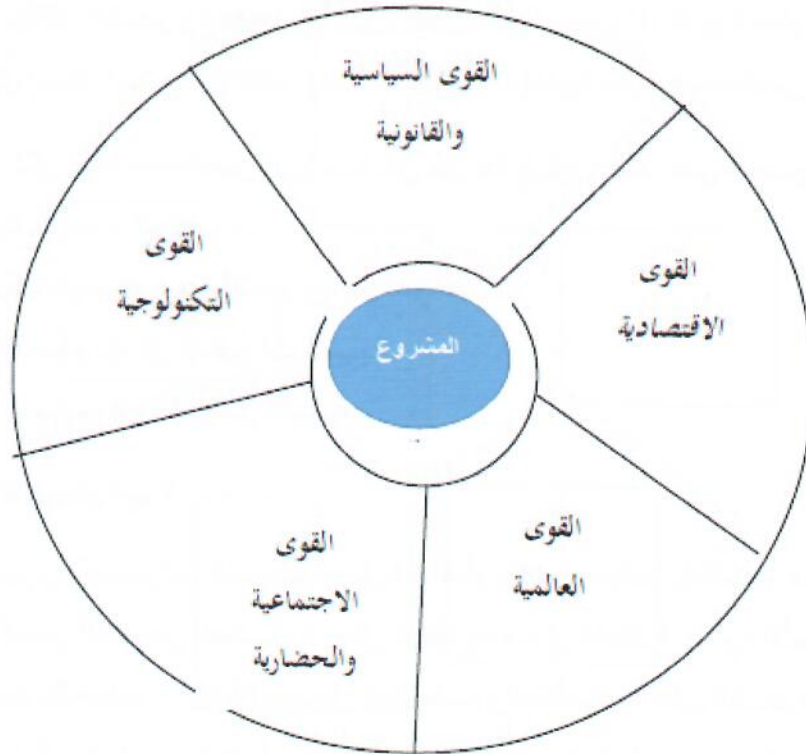 القوى السياسية
والقانونية
القوى
الاقتصادية
القوى
التكنولوجية
المشروع
القوى
العالمية
القوى
الاجتماعية
والحضارية